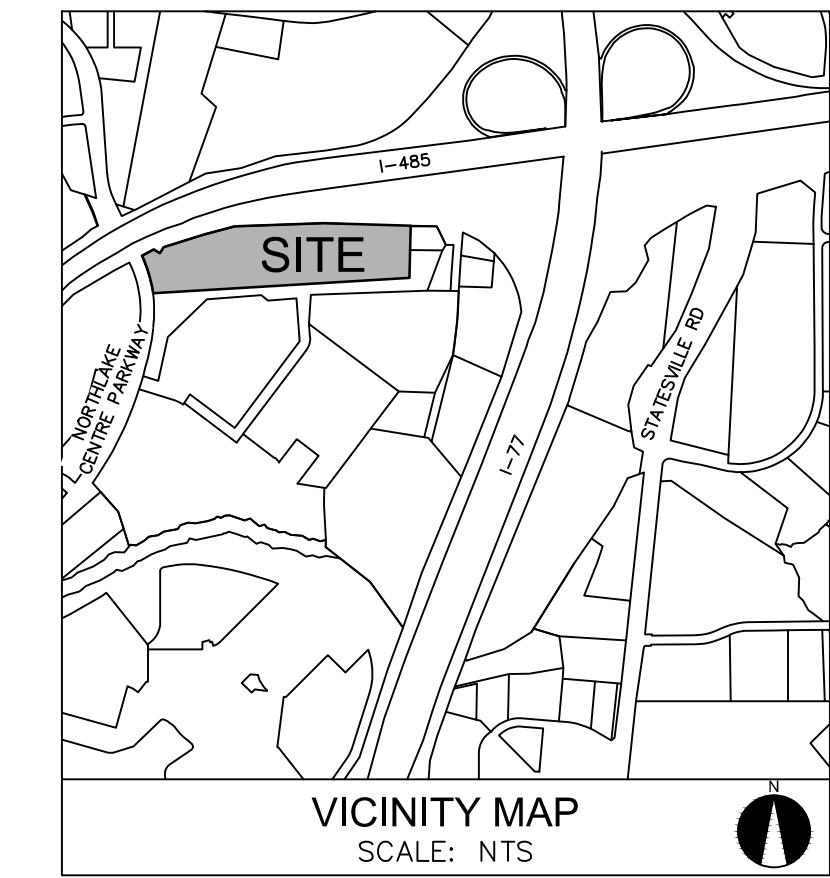 I-485
SITE
NORTHLAKE
CENTRE PARKWAY
STATESVILLE RD
I-77
VICINITY MAP
SCALE: NTS
N